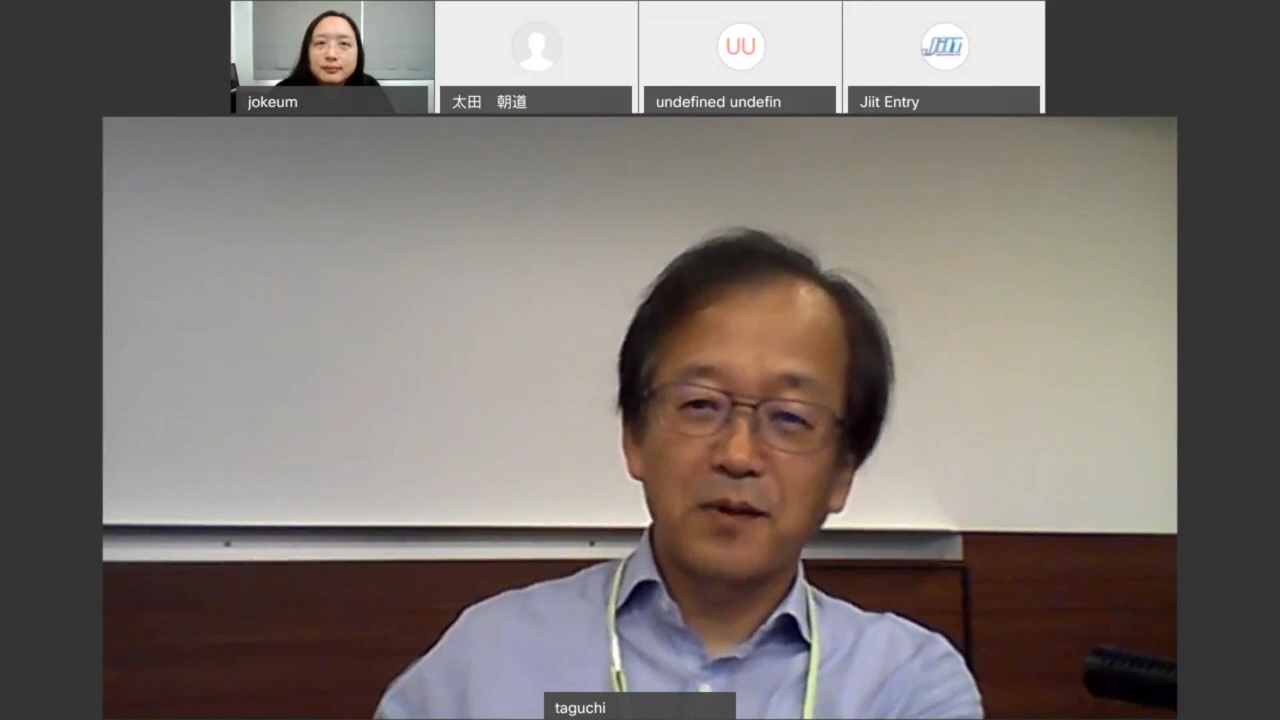 jokeum
太田　朝道
undefined undefin
Jiit Entry
UU
JiiT
taguchi